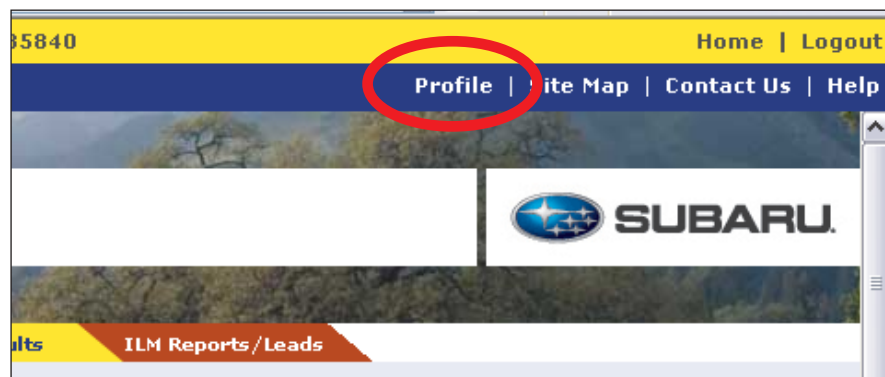 35840 Home | Logout
Profile | Site Map | Contact Us | Help
SUBARU.
ults ILM Reports/Leads